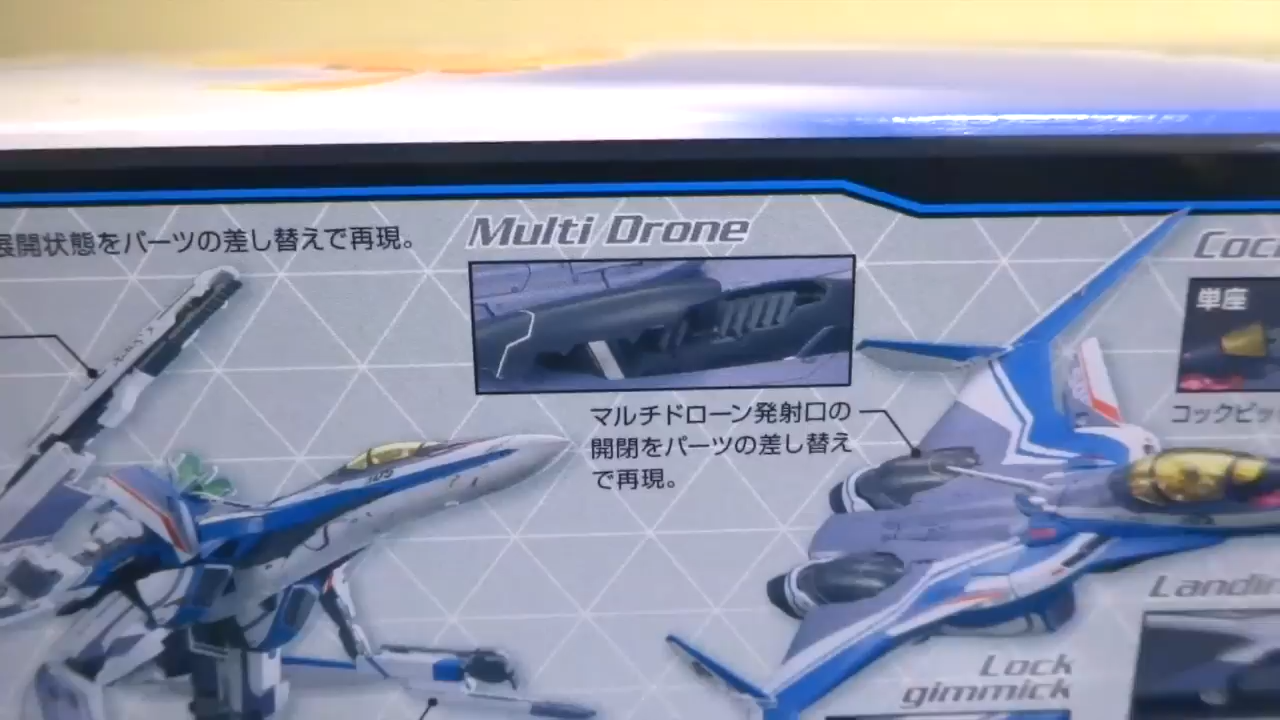 展開状態をパーツの差し替えで再現。
Multi Drone
マルチドローン発射口の
開閉をパーツの差し替え
で再現。
単座
コックピッ
Lock
gimmick